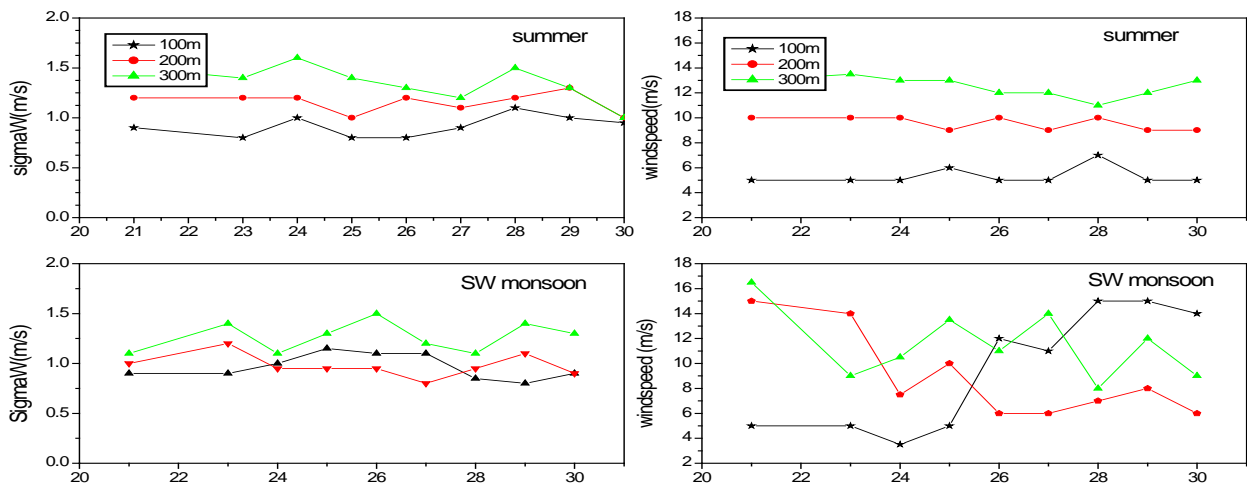 2.0
1.5
1.0
0.5
0.0
sigmaW(m/s)
100m
200m
300m
summer
20 21 22 23 24 25 26 27 28 29 30
18
16
14
12
10
8
6
4
2
windspeed(m/s)
100m
200m
300m
summer
20 22 24 26 28 30
2.0
1.5
1.0
0.5
0.0
SigmaW(m/s)
SW monsoon
20 22 24 26 28 30
18
16
14
12
10
8
6
4
2
windspeed (m/s)
SW monsoon
20 22 24 26 28 30